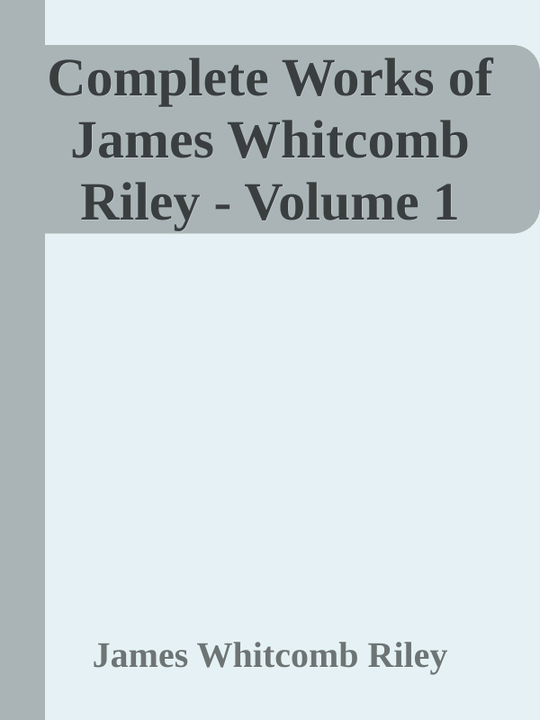 Complete Works of
James Whitcomb
Riley - Volume 1
James Whitcomb Riley